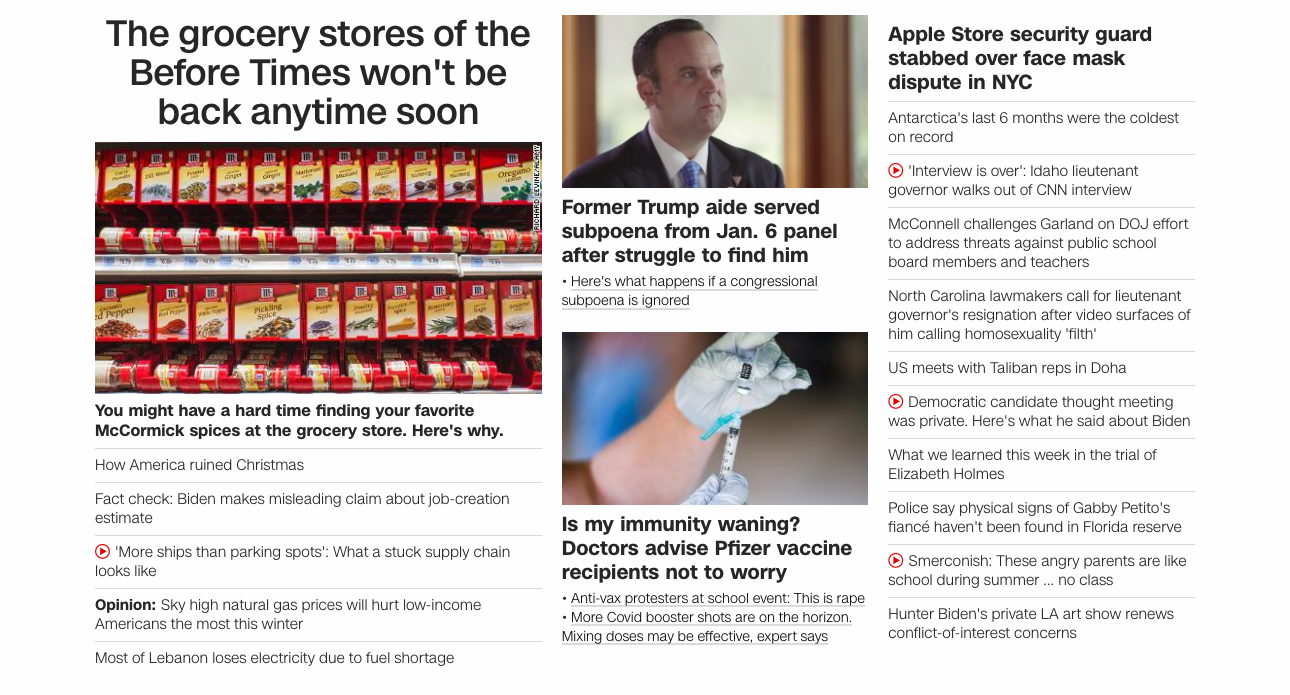 The grocery stores of the
Before Times won't be
back anytime soon
RICHARD LEVINE/ALAMY
Ginger
Mustard
Nutmeg
Oregano
Pickling
Spice
You might have a hard time finding your favorite
McCormick spices at the grocery store. Here's why.
How America ruined Christmas
Fact check: Biden makes misleading claim about job-creation
estimate
'More ships than parking spots': What a stuck supply chain
looks like
Opinion: Sky high natural gas prices will hurt low-income
Americans the most this winter
Most of Lebanon loses electricity due to fuel shortage
Former Trump aide served
subpoena from Jan. 6 panel
after struggle to find him
• Here's what happens if a congressional
subpoena is ignored
Is my immunity waning?
Doctors advise Pfizer vaccine
recipients not to worry
• Anti-vax protesters at school event: This is rape
• More Covid booster shots are on the horizon.
Mixing doses may be effective, expert says
Apple Store security guard
stabbed over face mask
dispute in NYC
Antarctica's last 6 months were the coldest
on record
'Interview is over': Idaho lieutenant
governor walks out of CNN interview
McConnell challenges Garland on DOJ effort
to address threats against public school
board members and teachers
North Carolina lawmakers call for lieutenant
governor's resignation after video surfaces of
him calling homosexuality 'filth'
US meets with Taliban reps in Doha
Democratic candidate thought meeting
was private. Here's what he said about Biden
What we learned this week in the trial of
Elizabeth Holmes
Police say physical signs of Gabby Petito's
fiancé haven't been found in Florida reserve
Smerconish: These angry parents are like
school during summer ... no class
Hunter Biden's private LA art show renews
conflict-of-interest concerns